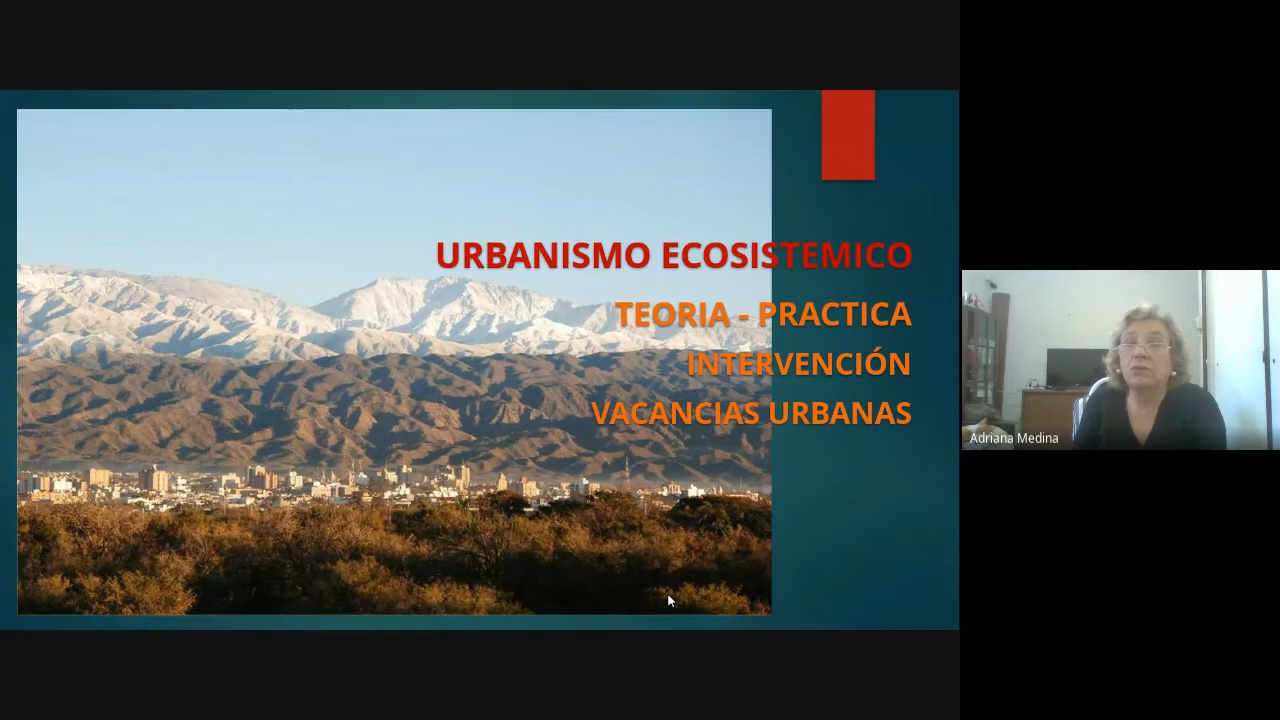 URBANISMO ECOSISTEMICO
TEORIA - PRACTICA
INTERVENCIÓN
VACANCIAS URBANAS
Adriana Medina